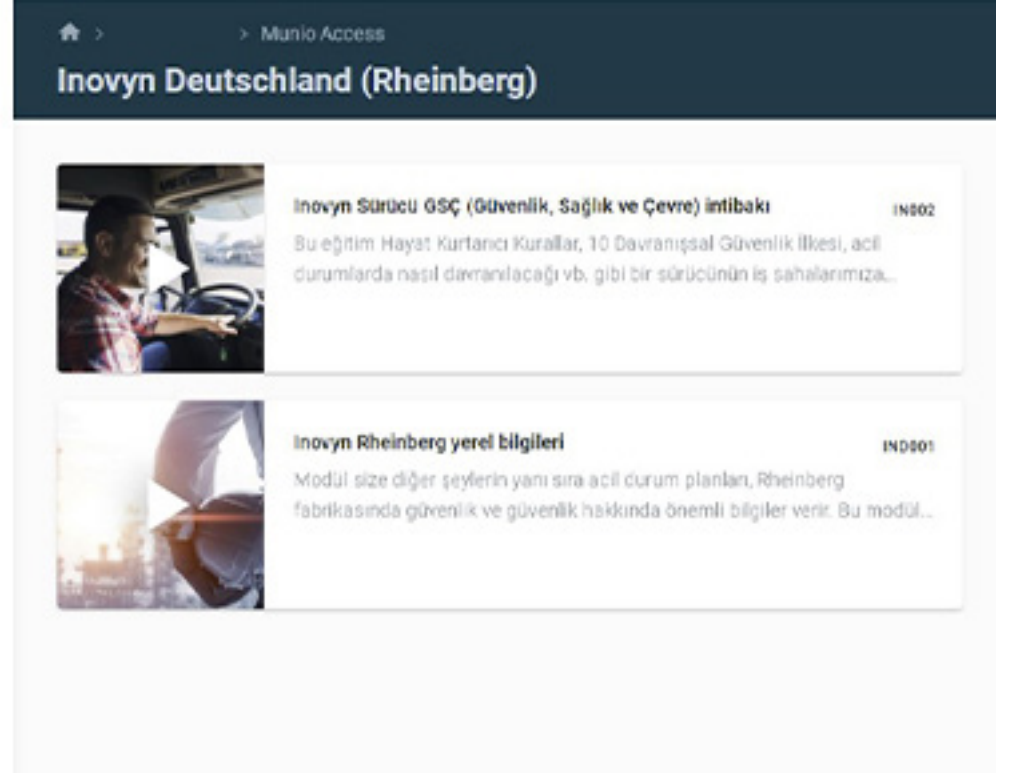 > > Munio Access
Inovyn Deutschland (Rheinberg)
Inovyn Sürücü GSÇ (Güvenlik, Sağlık ve Çevre) intibakı IN002
Bu eğitim Hayat Kurtarıcı Kurallar, 10 Davranışsal Güvenlik İlkesi, acil
durumlarda nasıl davranılacağı vb. gibi bir sürücünün iş sahalarımıza...
Inovyn Rheinberg yerel bilgileri IND001
Modül size diğer şeylerin yanı sıra acil durum planları, Rheinberg
fabrikasında güvenlik ve güvenlik hakkında önemli bilgiler verir. Bu modül...